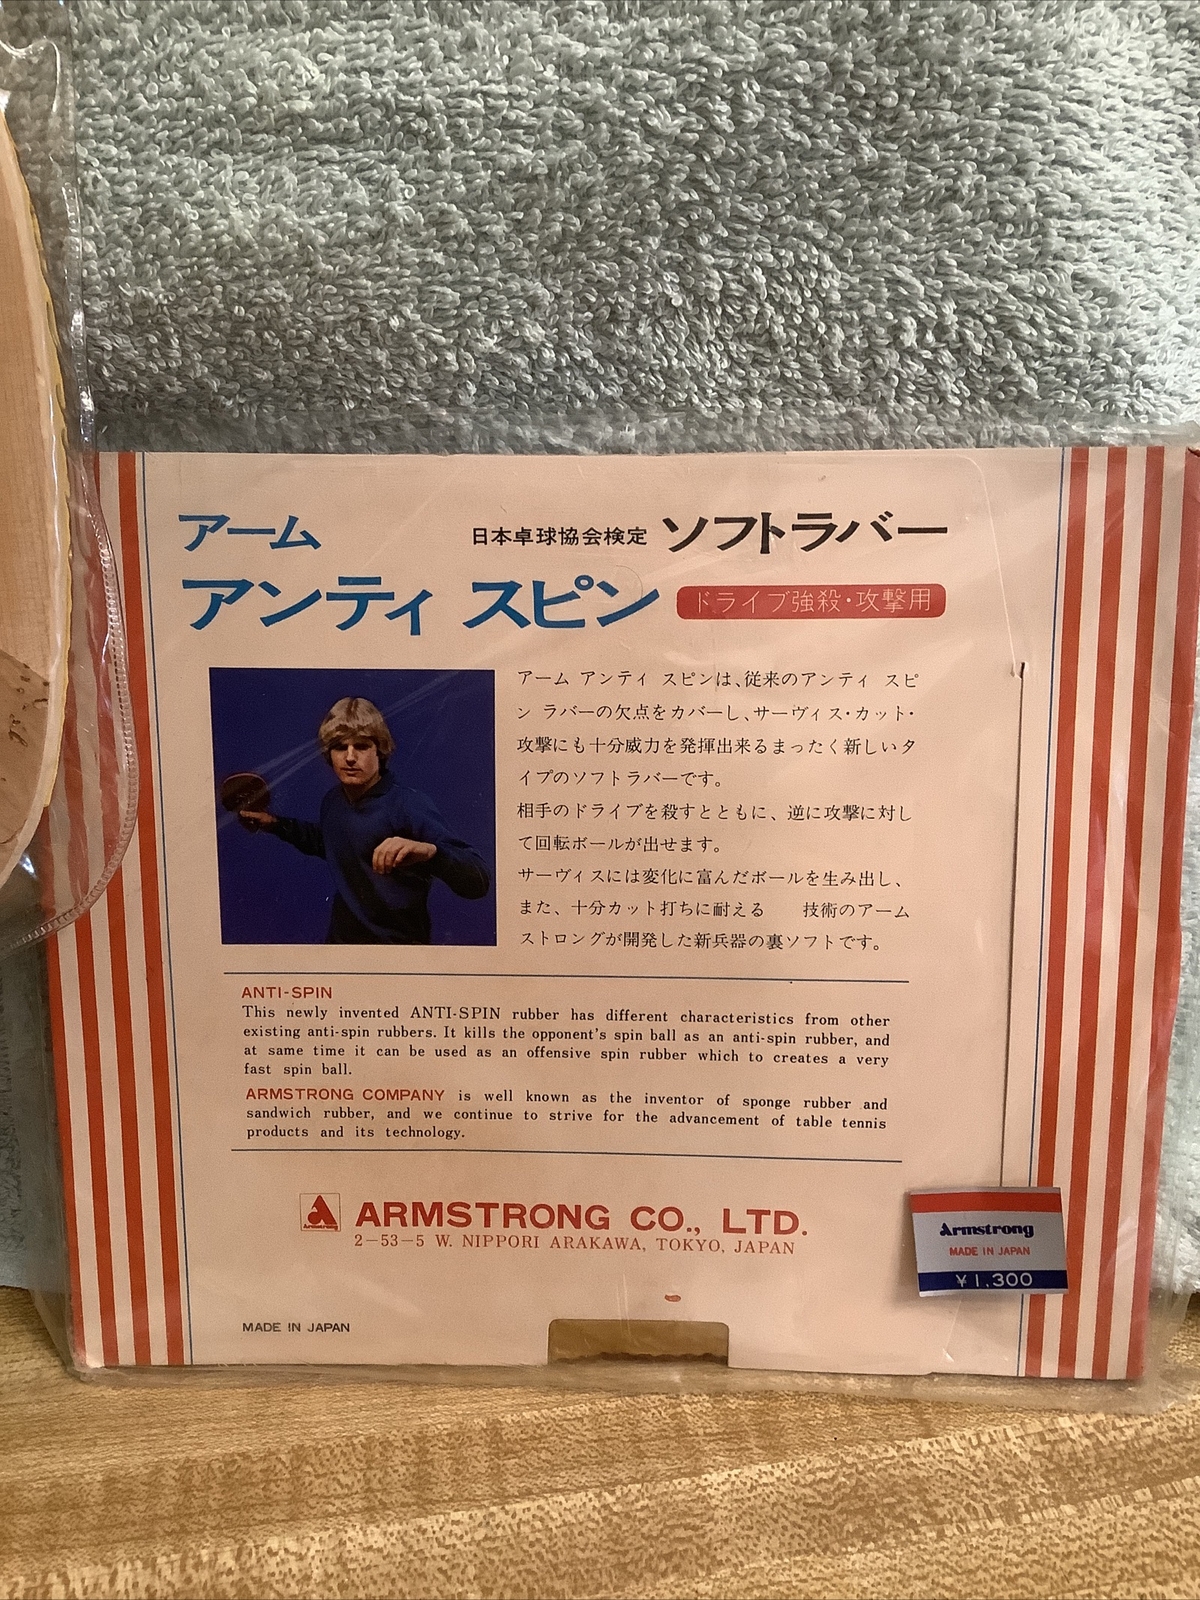 アーム
日本卓球協会検定 ソフトラバー
アンティ スピン
ドライブ強殺・攻撃用
アーム アンティ スピンは、従来のアンティ スピ
ン ラバーの欠点をカバーし、サーヴィス・カット・
攻撃にも十分威力を発揮出来るまったく新しいタ
イプのソフトラバーです。
相手のドライブを殺すとともに、逆に攻撃に対し
て回転ボールが出せます。
サーヴィスには変化に富んだボールを生み出し、
また、十分カット打ちに耐える 技術のアーム
ストロングが開発した新兵器の裏ソフトです。
ANTI-SPIN
This newly invented ANTI-SPIN rubber has different characteristics from other
existing anti-spin rubbers. It kills the opponent's spin ball as an anti-spin rubber, and
at same time it can be used as an offensive spin rubber which to creates a very
fast spin ball.
ARMSTRONG COMPANY is well known as the inventor of sponge rubber and
sandwich rubber, and we continue to strive for the advancement of table tennis
products and its technology.
Armstrong
ARMSTRONG CO., LTD.
2-53-5 W. NIPPORI ARAKAWA, TOKYO, JAPAN
Armstrong
MADE IN JAPAN
¥1,300
MADE IN JAPAN